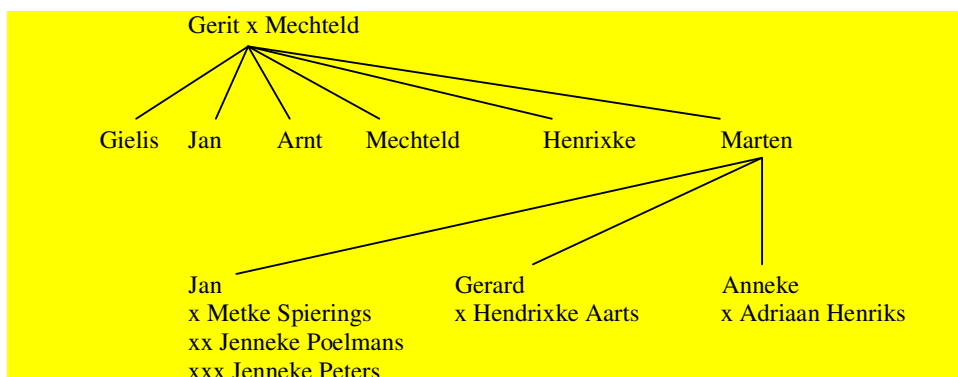 Gerit x Mechteld
Gielis Jan Arnt Mechteld Henrixke Marten
Jan Gerard Anneke
x Metke Spierings x Hendrixke Aarts x Adriaan Henriks
xx Jenneke Poelmans
xxx Jenneke Peters